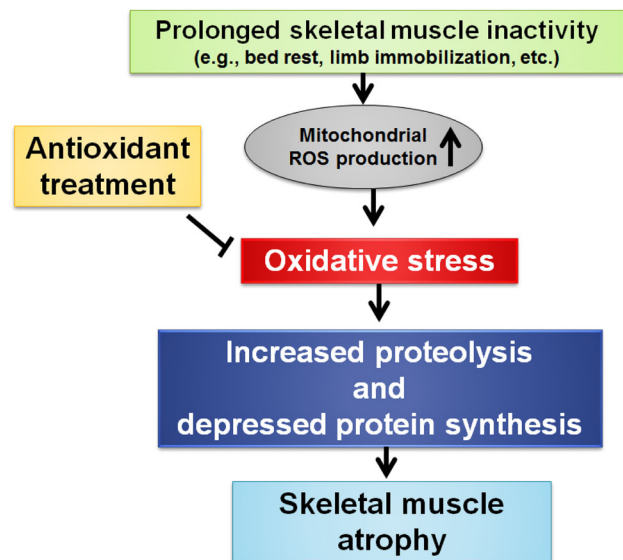 Prolonged skeletal muscle inactivity
(e.g., bed rest, limb immobilization, etc.)
Mitochondrial
ROS production
Antioxidant
treatment
Oxidative stress
Increased proteolysis
and
depressed protein synthesis
Skeletal muscle
atrophy